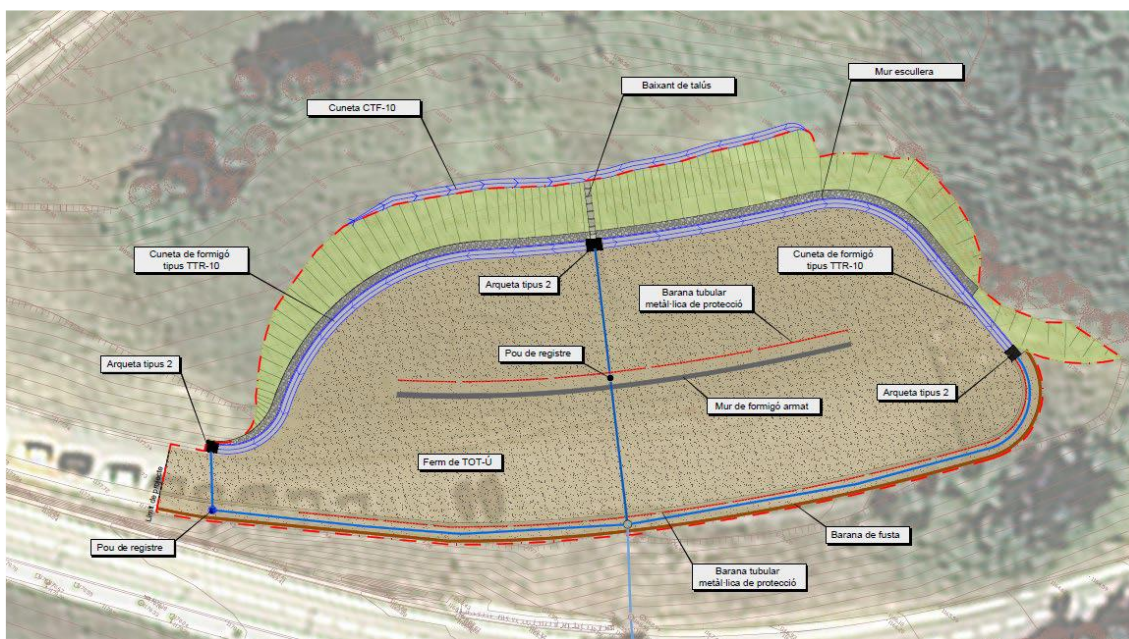 Mur escullera
Baixant de talús
Cuneta CTF-10
Cuneta de formigó
tipus TTR-10
Cuneta de formigó
tipus TTR-10
Arqueta tipus 2
Barana tubular
metàl·lica de protecció
Pou de registre
Arqueta tipus 2
Arqueta tipus 2
Mur de formigó armat
Ferm de TOT-Ú
Límit de projecte
Barana de fusta
Pou de registre
Barana tubular
metàl·lica de protecció